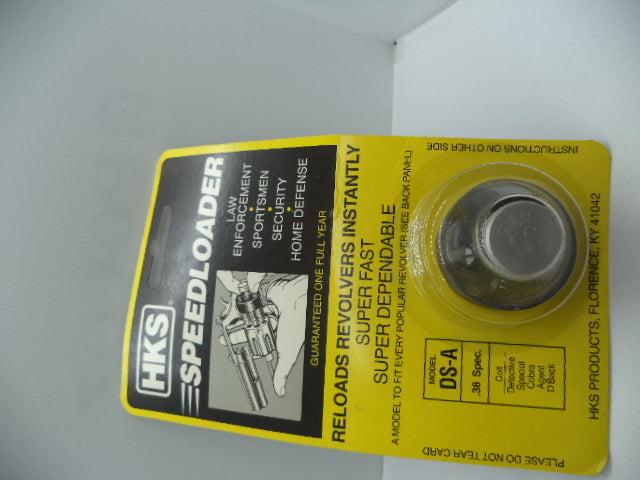 HKS
SPEEDLOADER
LAW
ENFORCEMENT
SPORTSMEN
SECURITY
HOME DEFENSE
GUARANTEED ONE FULL YEAR
RELOADS REVOLVERS INSTANTLY
SUPER FAST
SUPER DEPENDABLE
A MODEL TO FIT EVERY POPULAR REVOLVER (SEE BACK PANEL)
MODEL
DS-A
.38 Spec.
Colt
Detective
Special
Cobra
Agent
D'Back
HKS PRODUCTS, FLORENCE, KY 41042
INSTRUCTIONS ON OTHER SIDE
PLEASE DO NOT TEAR CARD